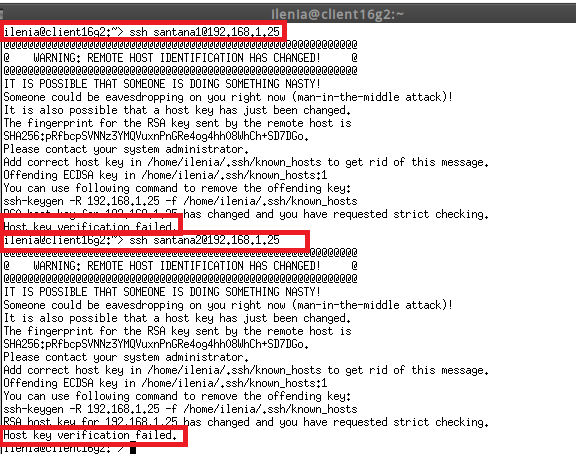 ilenia@client16g2:~
ilenia@client16g2:~> ssh santana1@192.168.1.25
@@@@@@@@@@@@@@@@@@@@@@@@@@@@@@@@@@@@@@@@@@@@@@@@@@@@@@@@@@@
@    WARNING: REMOTE HOST IDENTIFICATION HAS CHANGED!     @
@@@@@@@@@@@@@@@@@@@@@@@@@@@@@@@@@@@@@@@@@@@@@@@@@@@@@@@@@@@
IT IS POSSIBLE THAT SOMEONE IS DOING SOMETHING NASTY!
Someone could be eavesdropping on you right now (man-in-the-middle attack)!
It is also possible that a host key has just been changed.
The fingerprint for the RSA key sent by the remote host is
SHA256:pRfbcpSVNNz3YMQVuxnPnGRe4og4hh08WhCh+SD7DGo.
Please contact your system administrator.
Add correct host key in /home/ilenia/.ssh/known_hosts to get rid of this message.
Offending ECDSA key in /home/ilenia/.ssh/known_hosts:1
You can use following command to remove the offending key:
ssh-keygen -R 192.168.1.25 -f /home/ilenia/.ssh/known_hosts
RSA host key for 192.168.1.25 has changed and you have requested strict checking.
Host key verification failed.
ilenia@client16g2:~> ssh santana2@192.168.1.25
@@@@@@@@@@@@@@@@@@@@@@@@@@@@@@@@@@@@@@@@@@@@@@@@@@@@@@@@@@@
@    WARNING: REMOTE HOST IDENTIFICATION HAS CHANGED!     @
@@@@@@@@@@@@@@@@@@@@@@@@@@@@@@@@@@@@@@@@@@@@@@@@@@@@@@@@@@@
IT IS POSSIBLE THAT SOMEONE IS DOING SOMETHING NASTY!
Someone could be eavesdropping on you right now (man-in-the-middle attack)!
It is also possible that a host key has just been changed.
The fingerprint for the RSA key sent by the remote host is
SHA256:pRfbcpSVNNz3YMQVuxnPnGRe4og4hh08WhCh+SD7DGo.
Please contact your system administrator.
Add correct host key in /home/ilenia/.ssh/known_hosts to get rid of this message.
Offending ECDSA key in /home/ilenia/.ssh/known_hosts:1
You can use following command to remove the offending key:
ssh-keygen -R 192.168.1.25 -f /home/ilenia/.ssh/known_hosts
RSA host key for 192.168.1.25 has changed and you have requested strict checking.
Host key verification failed.
ilenia@client16g2:~>